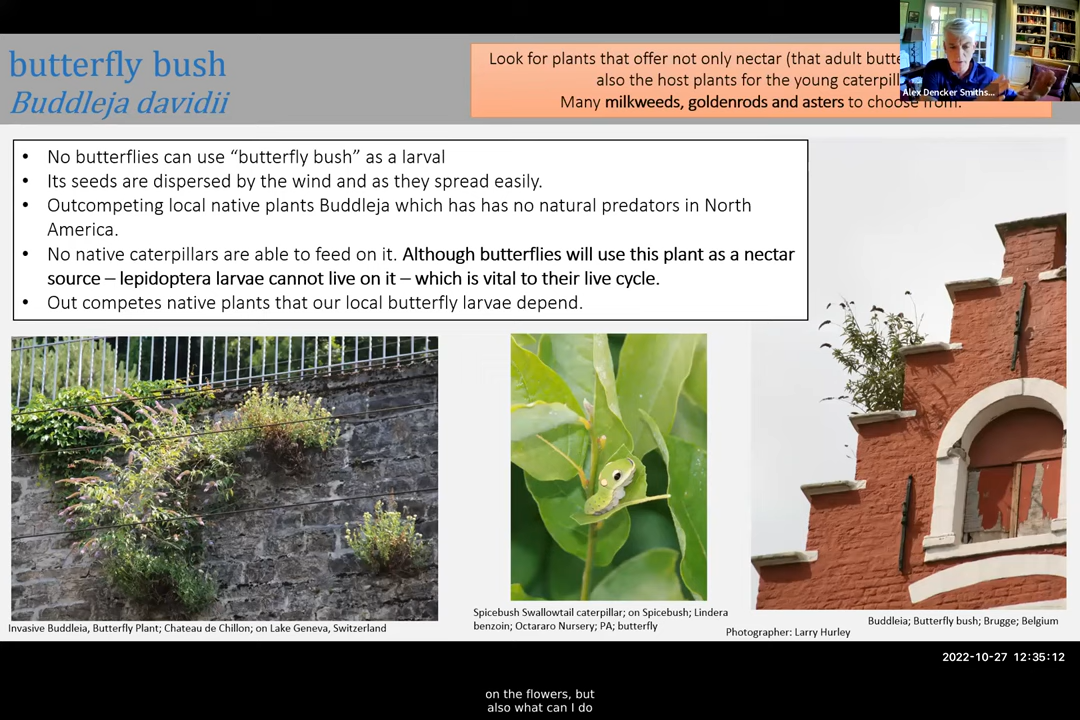 butterfly bush
Buddleja davidii
Look for plants that offer not only nectar (that adult
also the host plants for the young
Many milkweeds, goldenrods and asters to choose from.
Alex Dencker Smiths...
• No butterflies can use “butterfly bush” as a larval
• Its seeds are dispersed by the wind and as they spread easily.
• Outcompeting local native plants Buddleja which has has no natural predators in North
America.
• No native caterpillars are able to feed on it. Although butterflies will use this plant as a nectar
source – lepidoptera larvae cannot live on it – which is vital to their live cycle.
• Out competes native plants that our local butterfly larvae depend.
Invasive Buddleia, Butterfly Plant; Chateau de Chillon; on Lake Geneva, Switzerland
Spicebush Swallowtail caterpillar; on Spicebush; Lindera
benzoin; Octararo Nursery; PA; butterfly
Photographer: Larry Hurley
Buddleia; Butterfly bush; Brugge; Belgium
2022-10-27 12:35:12
on the flowers, but
also what can I do